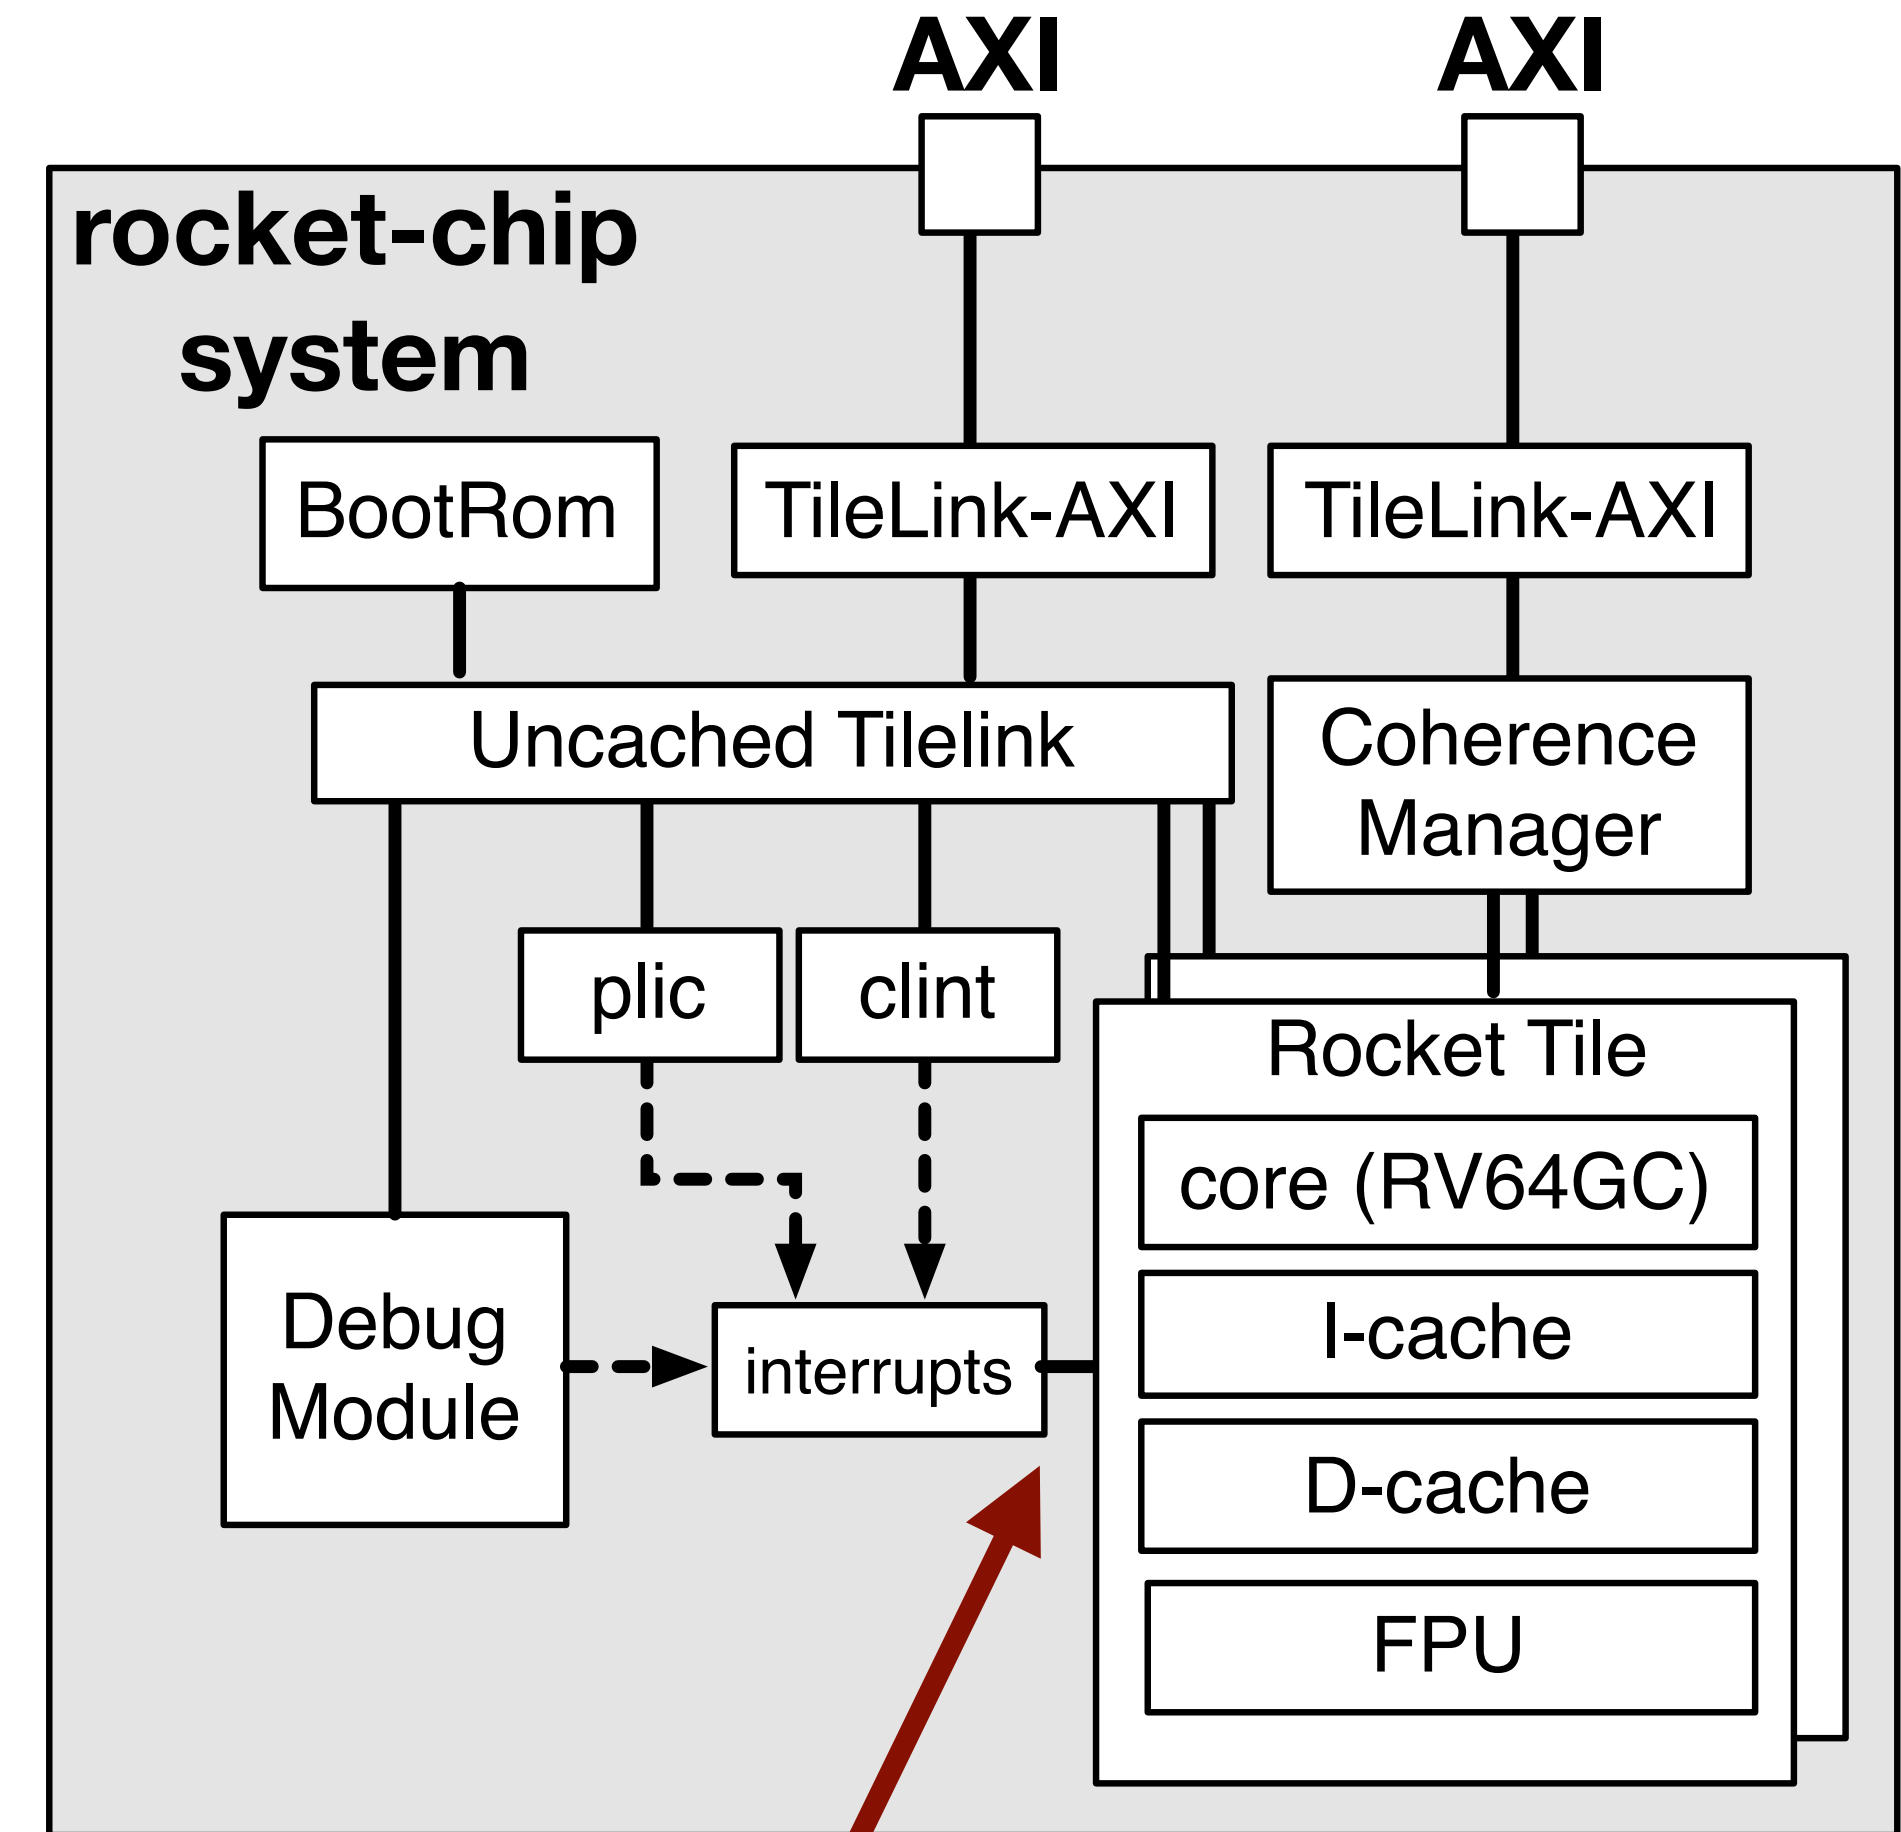 AXI
AXI
rocket-chip
system
BootRom
TileLink-AXI
TileLink-AXI
Uncached Tilelink
Coherence
Manager
plic
clint
Rocket Tile
core (RV64GC)
I-cache
D-cache
FPU
Debug
Module
interrupts